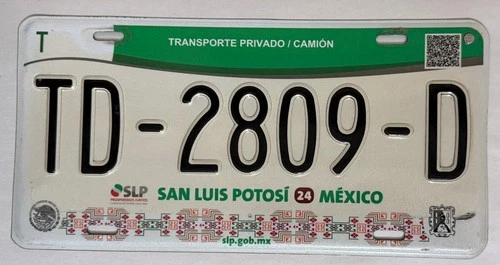 T
TRANSPORTE PRIVADO / CAMIÓN
TD-2809-D
SLP
SAN LUIS POTOSÍ 24 MÉXICO
slp.gob.mx